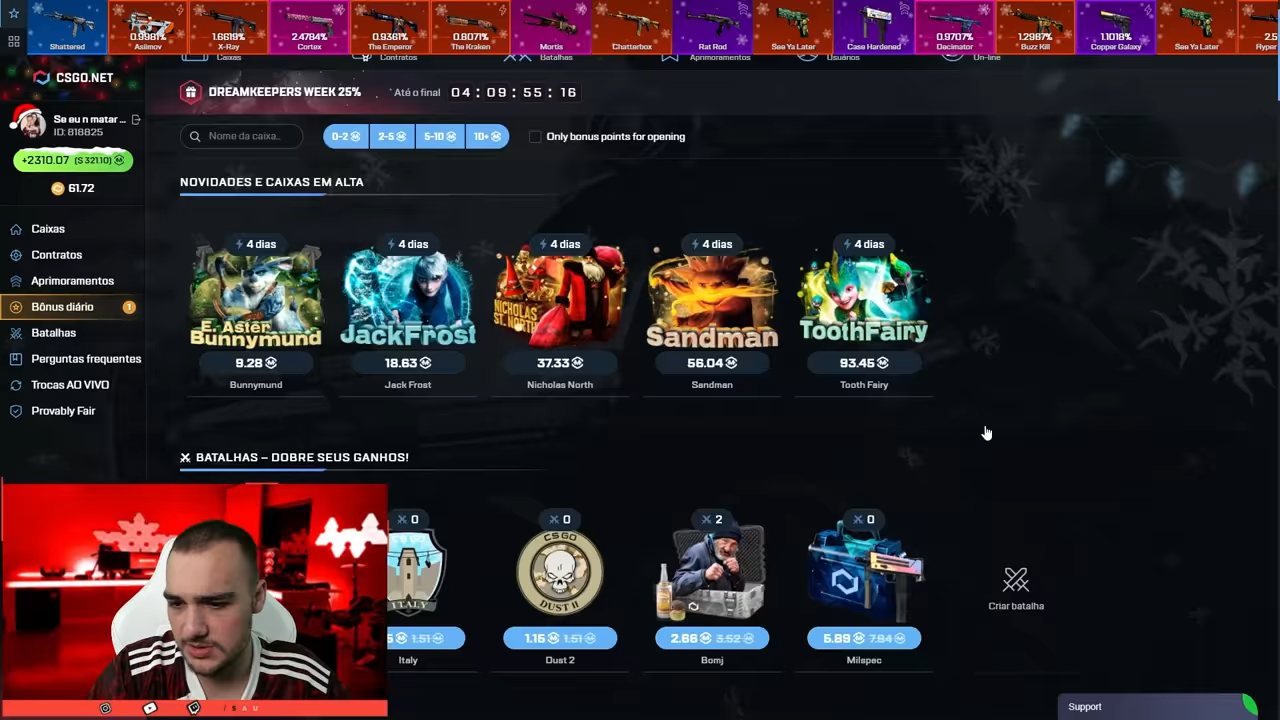 Shattered
0.9981%
Asiimov
1.6619%
X-Ray
2.4784%
Cortex
0.9361%
The Emperor
0.8071%
The Kraken
Mortis
Chatterbox
Rat Rod
See Ya Later
Case Hardened
0.9707%
Decimator
1.2987%
Buzz Kill
1.1018%
Copper Galaxy
See Ya Later
2.5
Hyper
Caixas
Contratos
Batalhas
Aprimoramentos
Usuários
On-line
CSGO.NET
DREAMKEEPERS WEEK 25%
Até o final
04 : 09 : 55 : 16
Se eu n matar ...
ID: 818825
Nome da caixa...
0-2
2-5
5-10
10+
Only bonus points for opening
+2310.07 ($ 321.10)
61.72
NOVIDADES E CAIXAS EM ALTA
Caixas
Contratos
Aprimoramentos
Bônus diário 1
Batalhas
Perguntas frequentes
Trocas AO VIVO
Provably Fair
4 dias
4 dias
4 dias
4 dias
4 dias
E. Aster
Bunnymund
JackFrost
NICHOLAS
ST. NORTH
Sandman
ToothFairy
9.28
18.63
37.33
56.04
93.45
Bunnymund
Jack Frost
Nicholas North
Sandman
Tooth Fairy
BATALHAS – DOBRE SEUS GANHOS!
0
0
2
0
ITALY
CS GO
DUST II
1.51
1.15 1.51
2.66 3.52
5.89 7.84
Italy
Dust 2
Bomj
Milspec
Criar batalha
/ S A U
Support